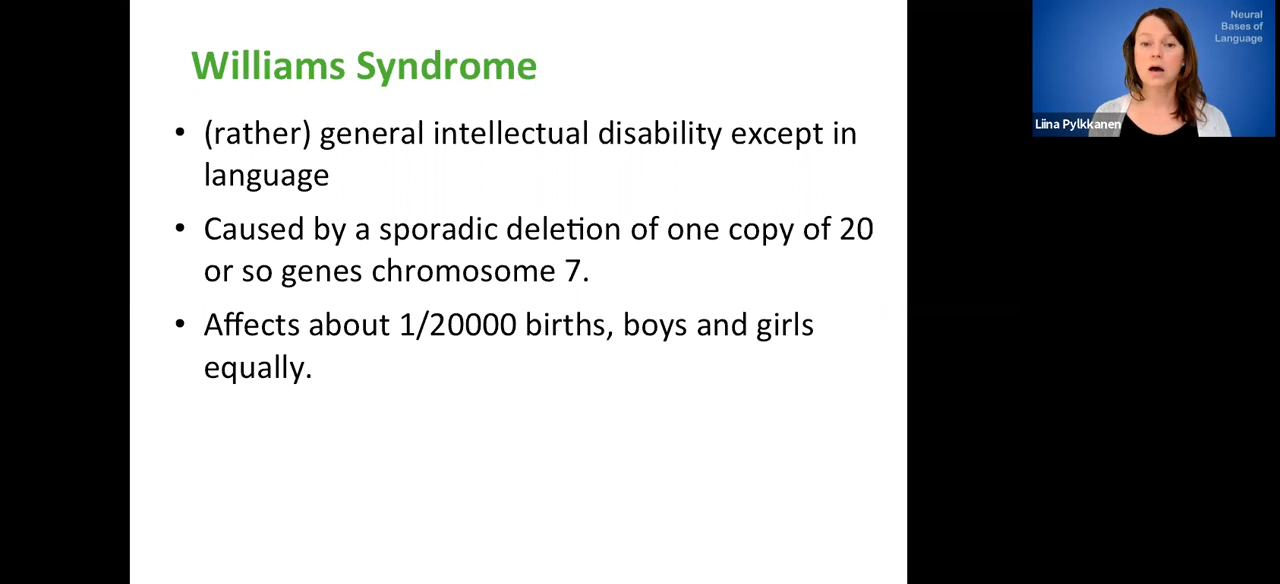 Williams Syndrome
• (rather) general intellectual disability except in
language
• Caused by a sporadic deletion of one copy of 20
or so genes chromosome 7.
• Affects about 1/20000 births, boys and girls
equally.
Neural
Bases of
Language
Liina Pylkkanen